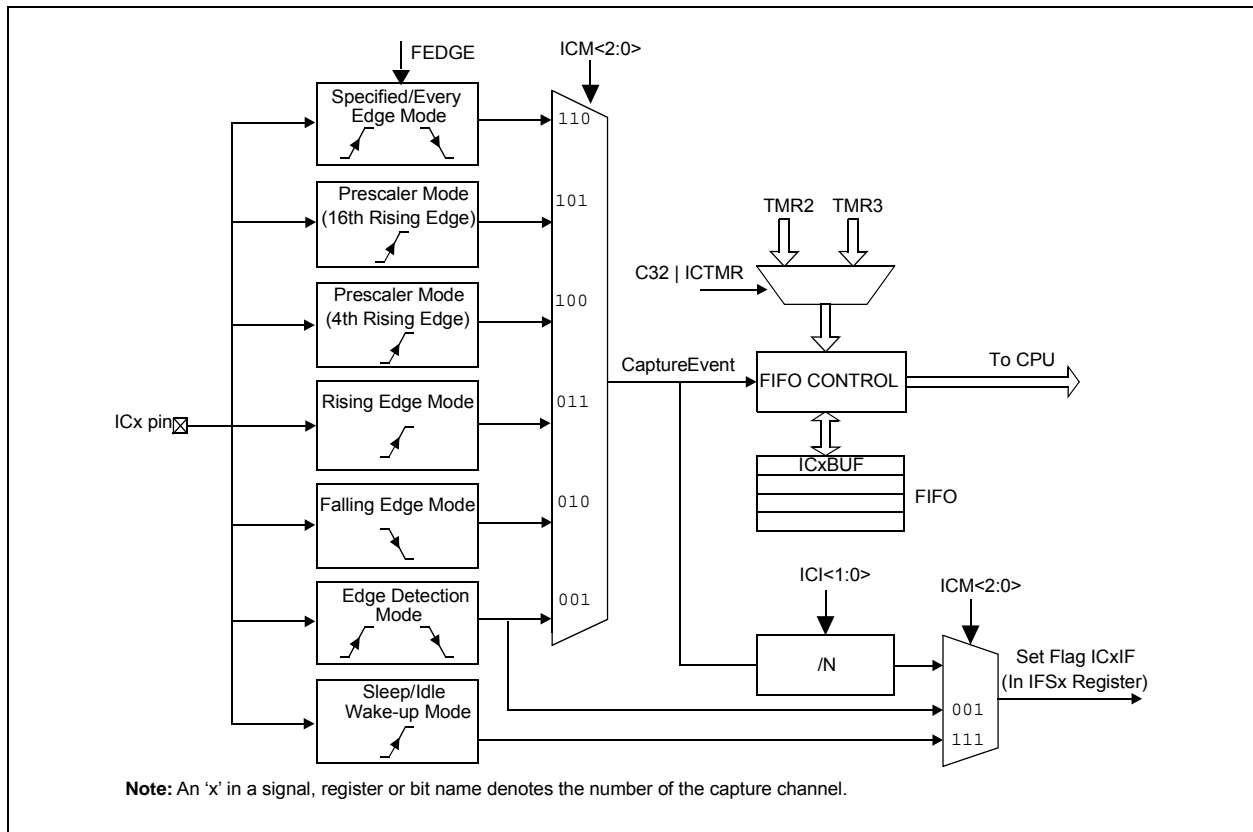 FEDGE
ICM<2:0>
Specified/Every
Edge Mode
110
Prescaler Mode
(16th Rising Edge)
101
TMR2
TMR3
C32 | ICTMR
Prescaler Mode
(4th Rising Edge)
100
CaptureEvent
FIFO CONTROL
To CPU
ICx pin
Rising Edge Mode
011
ICxBUF
FIFO
Falling Edge Mode
010
ICI<1:0>
ICM<2:0>
Edge Detection
Mode
001
/N
Set Flag ICxIF
(In IFSx Register)
Sleep/Idle
Wake-up Mode
001
111
Note: An ‘x’ in a signal, register or bit name denotes the number of the capture channel.